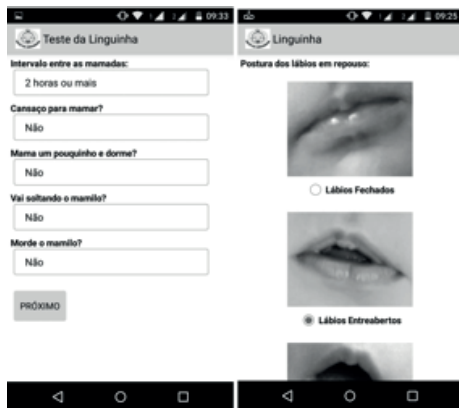 09:33
Teste da Linguinha
Intervalo entre as mamadas:
2 horas ou mais
Cansaço para mamar?
Não
Mama um pouquinho e dorme?
Não
Vai soltando o mamilo?
Não
Morde o mamilo?
Não
PRÓXIMO
09:25
Linguinha
Postura dos lábios em repouso:
Lábios Fechados
Lábios Entreabertos